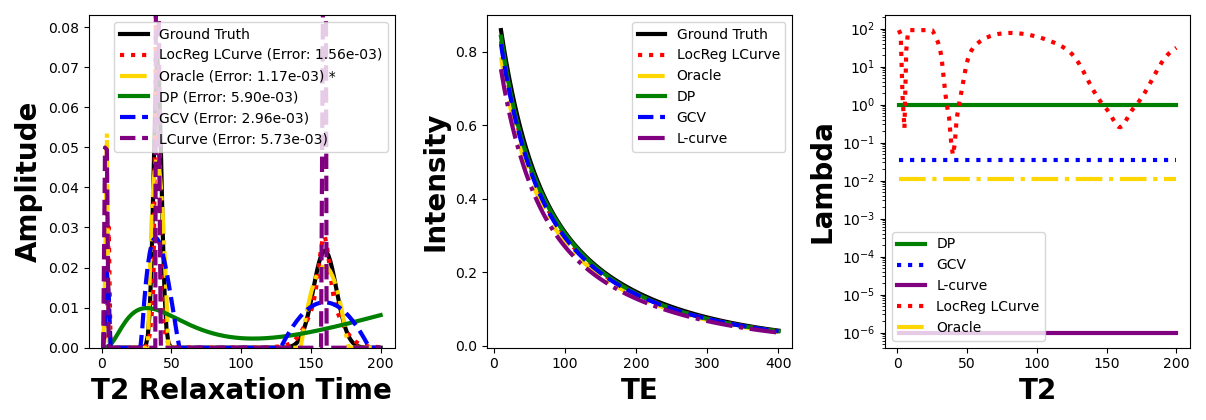 0.08
0.07
0.06
0.05
0.04
0.03
0.02
0.01
0.00
Amplitude
Ground Truth
LocReg LCurve (Error: 1.56e-03)
Oracle (Error: 1.17e-03) *
DP (Error: 5.90e-03)
GCV (Error: 2.96e-03)
LCurve (Error: 5.73e-03)
0 50 100 150 200
T2 Relaxation Time
0.8
0.6
0.4
0.2
0.0
Intensity
Ground Truth
LocReg LCurve
Oracle
DP
GCV
L-curve
0 100 200 300 400
TE
10²
10¹
10⁰
10⁻¹
10⁻²
10⁻³
10⁻⁴
10⁻⁵
10⁻⁶
Lambda
DP
GCV
L-curve
LocReg LCurve
Oracle
0 50 100 150 200
T2